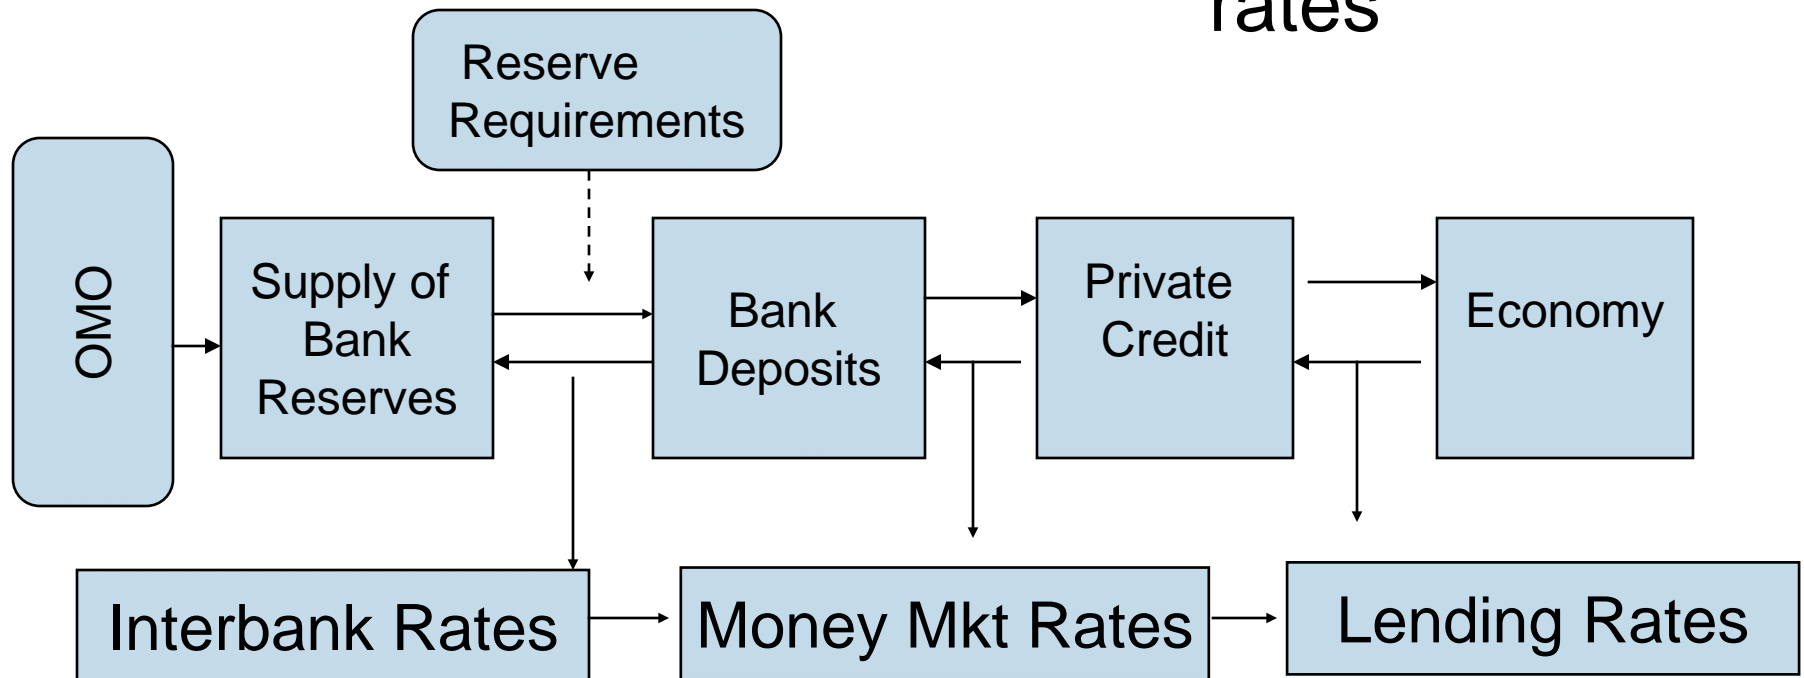 rates
Reserve
Requirements
OMO
Supply of
Bank
Reserves
Bank
Deposits
Private
Credit
Economy
Interbank Rates
Money Mkt Rates
Lending Rates